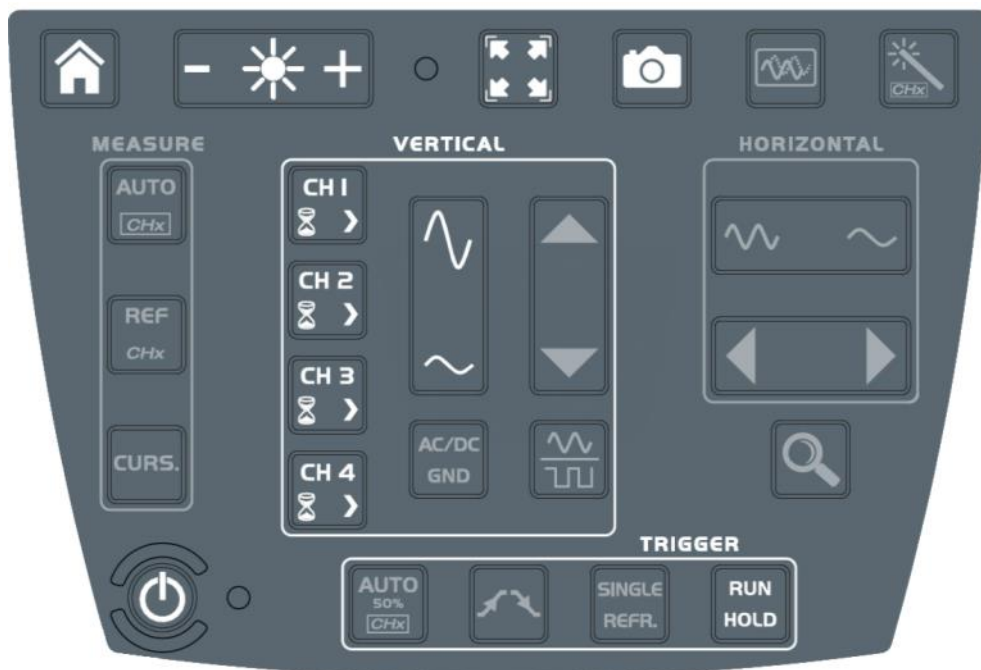 CHx
MEASURE
VERTICAL
HORIZONTAL
AUTO
CHx
REF
CHx
CURS.
CH 1
CH 2
CH 3
CH 4
AC/DC
GND
TRIGGER
AUTO
50%
CHx
SINGLE
REFR.
RUN
HOLD